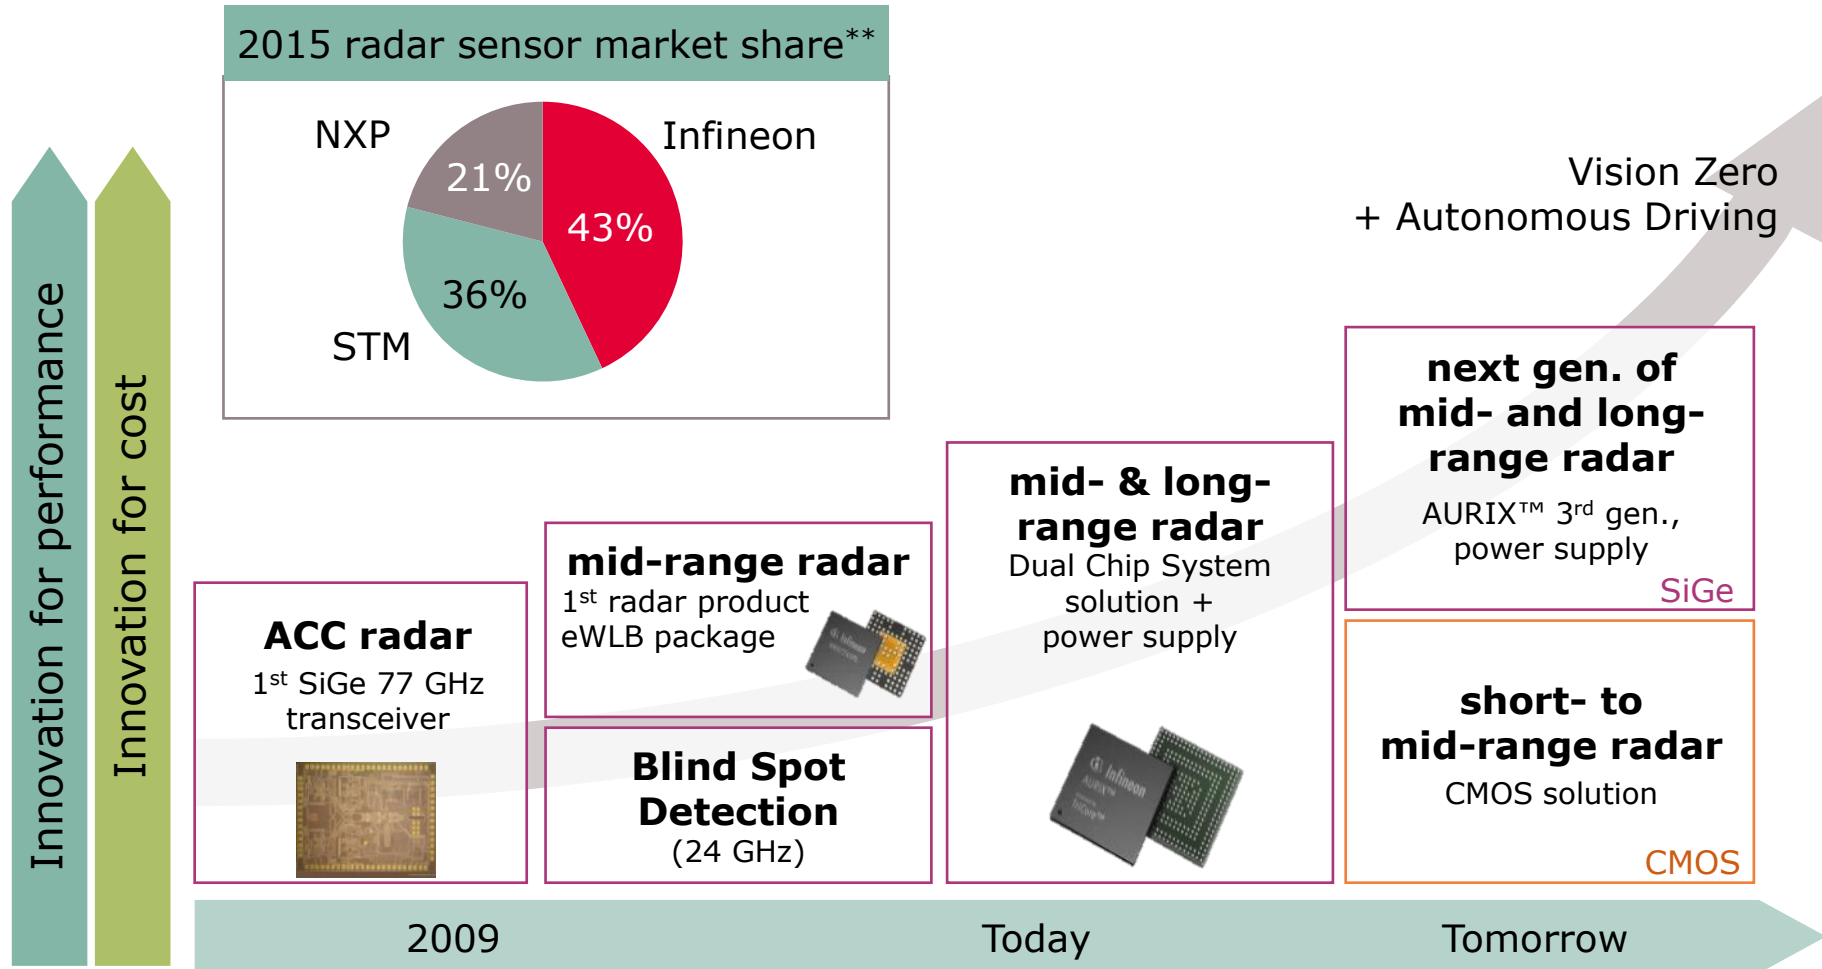 2015 radar sensor market share**
NXP
Infineon
21%
43%
36%
STM
Vision Zero
+ Autonomous Driving
Innovation for performance
Innovation for cost
ACC radar
1st SiGe 77 GHz
transceiver
mid-range radar
1st radar product
eWLB package
Infineon
Blind Spot
Detection
(24 GHz)
mid- & long-
range radar
Dual Chip System
solution +
power supply
Infineon
AURIX™
TriCore™
next gen. of
mid- and long-
range radar
AURIX™ 3rd gen.,
power supply
SiGe
short- to
mid-range radar
CMOS solution
CMOS
2009
Today
Tomorrow